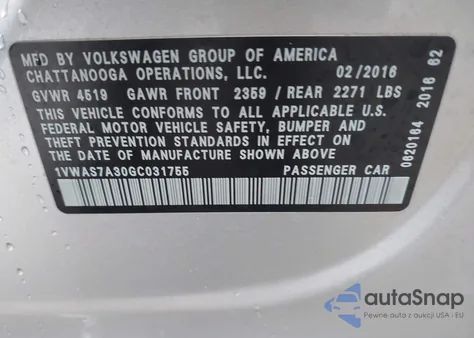 MFD BY VOLKSWAGEN GROUP OF AMERICA
CHATTANOOGA OPERATIONS, LLC. 02/2016
GVWR 4519 GAWR FRONT 2359 / REAR 2271 LBS
THIS VEHICLE CONFORMS TO ALL APPLICABLE U.S.
FEDERAL MOTOR VEHICLE SAFETY, BUMPER AND
THEFT PREVENTION STANDARDS IN EFFECT ON THE
DATE OF MANUFACTURE SHOWN ABOVE.
1VWAS7A30GC031755 PASSENGER CAR
0620164 2016 62
autoSnap
Pewne auta z aukcji USA i EU